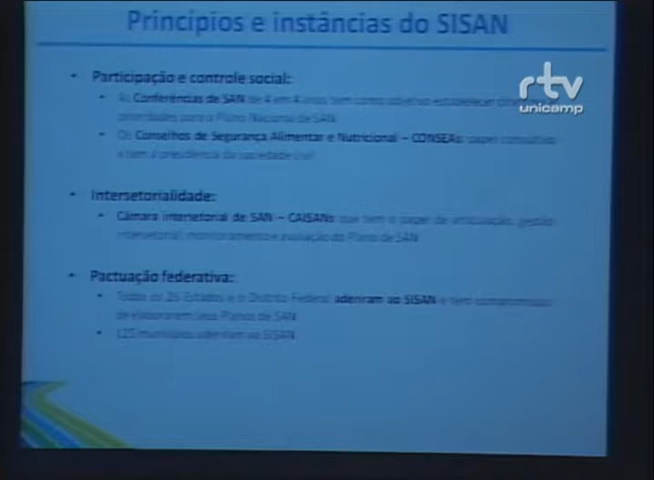 Princípios e instâncias do SISAN
rtv
unicamp
• Participação e controle social:
• As Conferências de SAN de 4 em 4 anos tem como objetivo estabelecer
prioridades para o Plano Nacional de SAN
• Os Conselhos de Segurança Alimentar e Nutricional – CONSEAs: papel consultivo
e tem a presidência da sociedade civil
• Intersetorialidade:
• Câmara intersetorial de SAN – CAISANs que tem o papel de articulação, gestão
intersetorial, monitoramento e avaliação do Plano de SAN
• Pactuação federativa:
• Todos os 26 Estados e o Distrito Federal aderiram ao SISAN e tem compromisso
de elaborarem seus Planos de SAN
• municípios aderiram ao SISAN